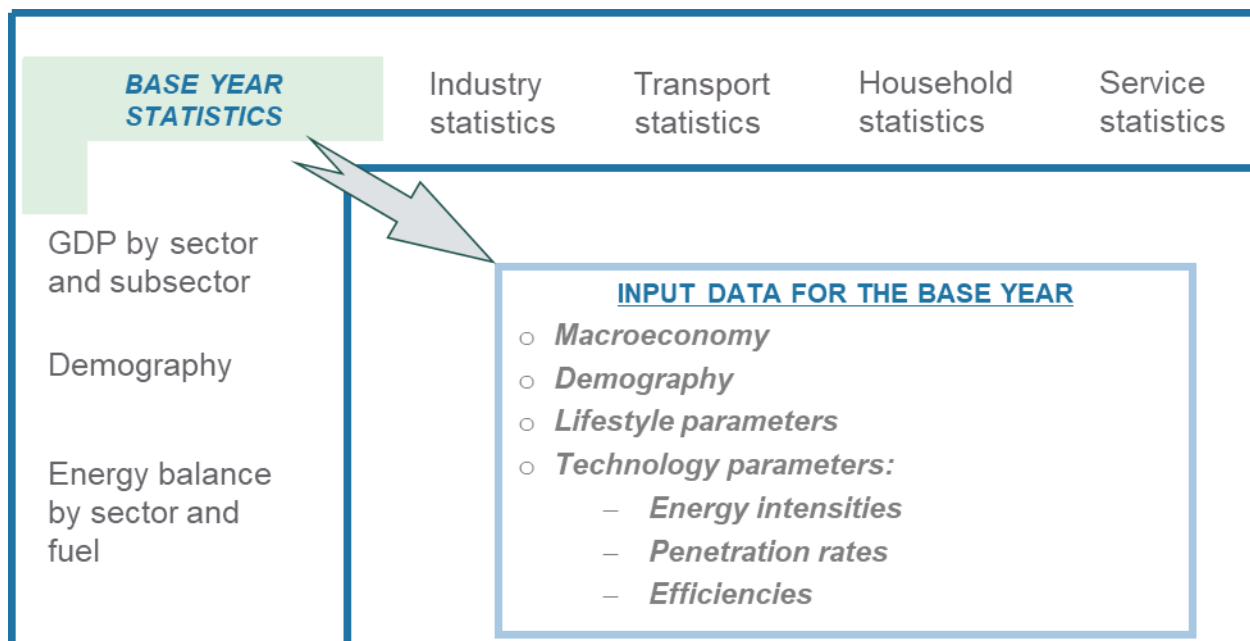 BASE YEAR
STATISTICS
Industry
statistics
Transport
statistics
Household
statistics
Service
statistics
GDP by sector
and subsector
Demography
Energy balance
by sector and
fuel
INPUT DATA FOR THE BASE YEAR
○ Macroeconomy
○ Demography
○ Lifestyle parameters
○ Technology parameters:
– Energy intensities
– Penetration rates
– Efficiencies